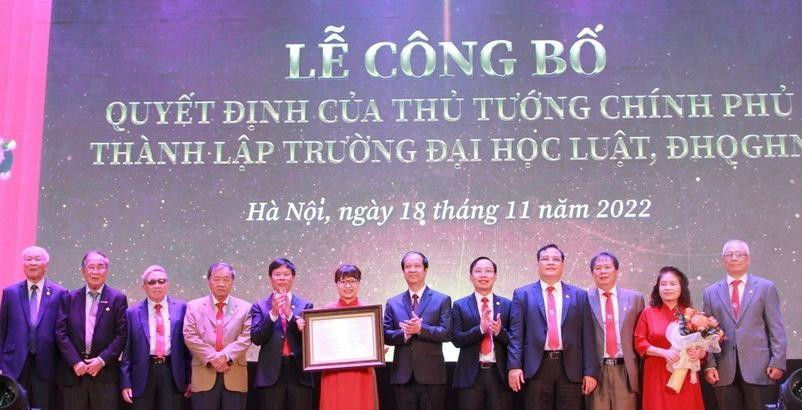 LỄ CÔNG BỐ
QUYẾT ĐỊNH CỦA THỦ TƯỚNG CHÍNH PHỦ
THÀNH LẬP TRƯỜNG ĐẠI HỌC LUẬT, ĐHQGHN
Hà Nội, ngày 18 tháng 11 năm 2022